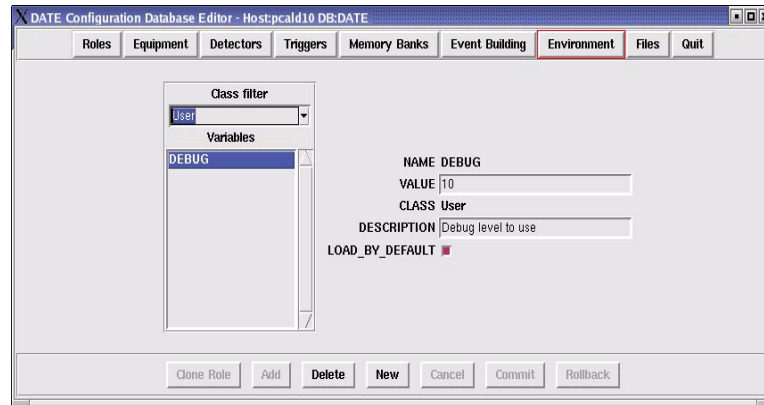 X DATE Configuration Database Editor - Host:pcald10 DB:DATE
Roles Equipment Detectors Triggers Memory Banks Event Building Environment Files Quit
Class filter
User
Variables
DEBUG
NAME DEBUG
VALUE 10
CLASS User
DESCRIPTION Debug level to use
LOAD_BY_DEFAULT
Clone Role Add Delete New Cancel Commit Rollback